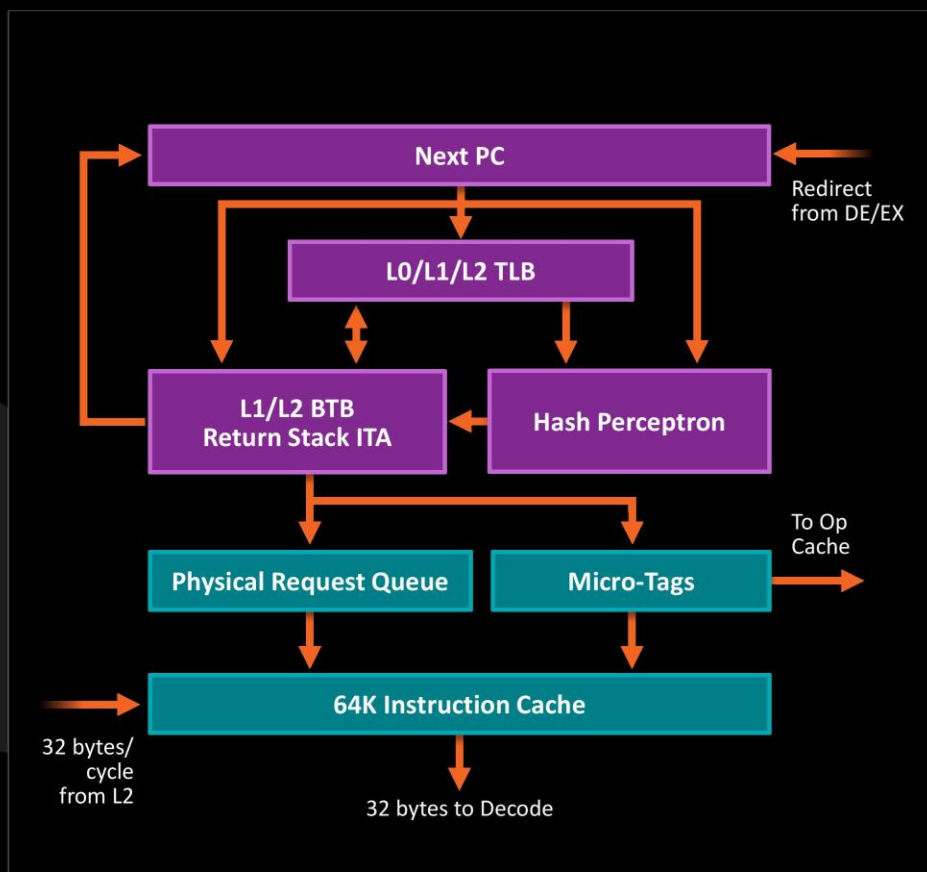 Next PC
Redirect
from DE/EX
L0/L1/L2 TLB
L1/L2 BTB
Return Stack ITA
Hash Perceptron
To Op
Cache
Physical Request Queue
Micro-Tags
64K Instruction Cache
32 bytes/
cycle
from L2
32 bytes to Decode